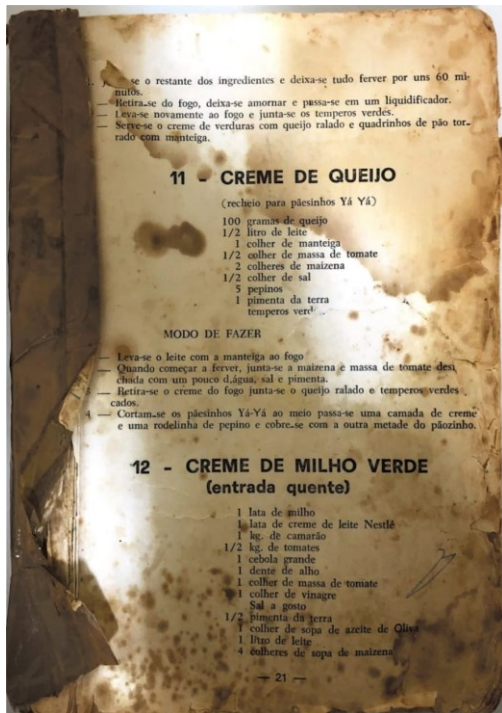 se o restante dos ingredientes e deixa-se tudo ferver por uns 60 mi-
nutos.
— Retira-se do fogo, deixa-se amornar e passa-se em um liquidificador.
— Leva-se novamente ao fogo e junta-se os temperos verdes.
— Serve-se o creme de verduras com queijo ralado e quadrinhos de pão tor-
rado com manteiga.
11 - CREME DE QUEIJO
(recheio para pãesinhos Yá Yá)
100 gramas de queijo
1/2 litro de leite
1 colher de manteiga
1/2 colher de massa de tomate
2 colheres de maizena
1/2 colher de sal
5 pepinos
1 pimenta da terra
temperos
MODO DE FAZER
— Leva-se o leite com a manteiga ao fogo
— Quando começar a ferver, junta-se a maizena e massa de tomate
com um pouco d,água, sal e pimenta.
— Retira-se o creme do fogo junta-se o queijo ralado e temperos verdes
cados.
4 — Cortam-se os pãesinhos Yá-Yá ao meio passa-se uma camada de creme
e uma rodelinha de pepino e cobre-se com a outra metade do pãozinho.
12 - CREME DE MILHO VERDE
(entrada quente)
1 lata de milho
1 lata de creme de leite Nestlé
1 kg. de camarão
1/2 kg. de tomates
1 cebola grande
1 dente de alho
1 colher de massa de tomate
1 colher de vinagre
Sal a gosto
1/2 pimenta da terra
1 colher de sopa de azeite de Oliva
1 litro de leite
4 colheres de sopa de maizena
— 21 —